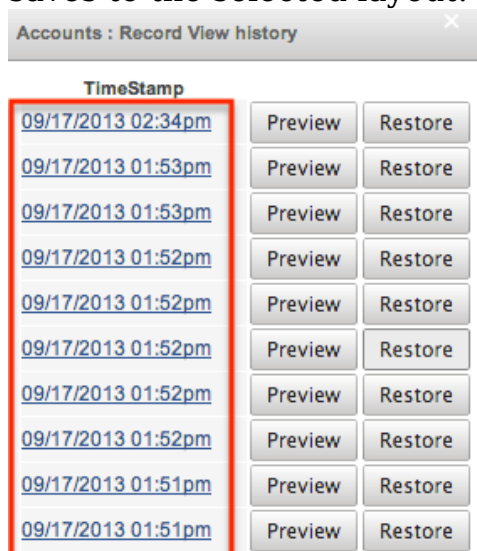 saves to the selected layout.
Accounts : Record View history ×
TimeStamp
09/17/2013 02:34pm Preview Restore
09/17/2013 01:53pm Preview Restore
09/17/2013 01:53pm Preview Restore
09/17/2013 01:52pm Preview Restore
09/17/2013 01:52pm Preview Restore
09/17/2013 01:52pm Preview Restore
09/17/2013 01:52pm Preview Restore
09/17/2013 01:52pm Preview Restore
09/17/2013 01:51pm Preview Restore
09/17/2013 01:51pm Preview Restore